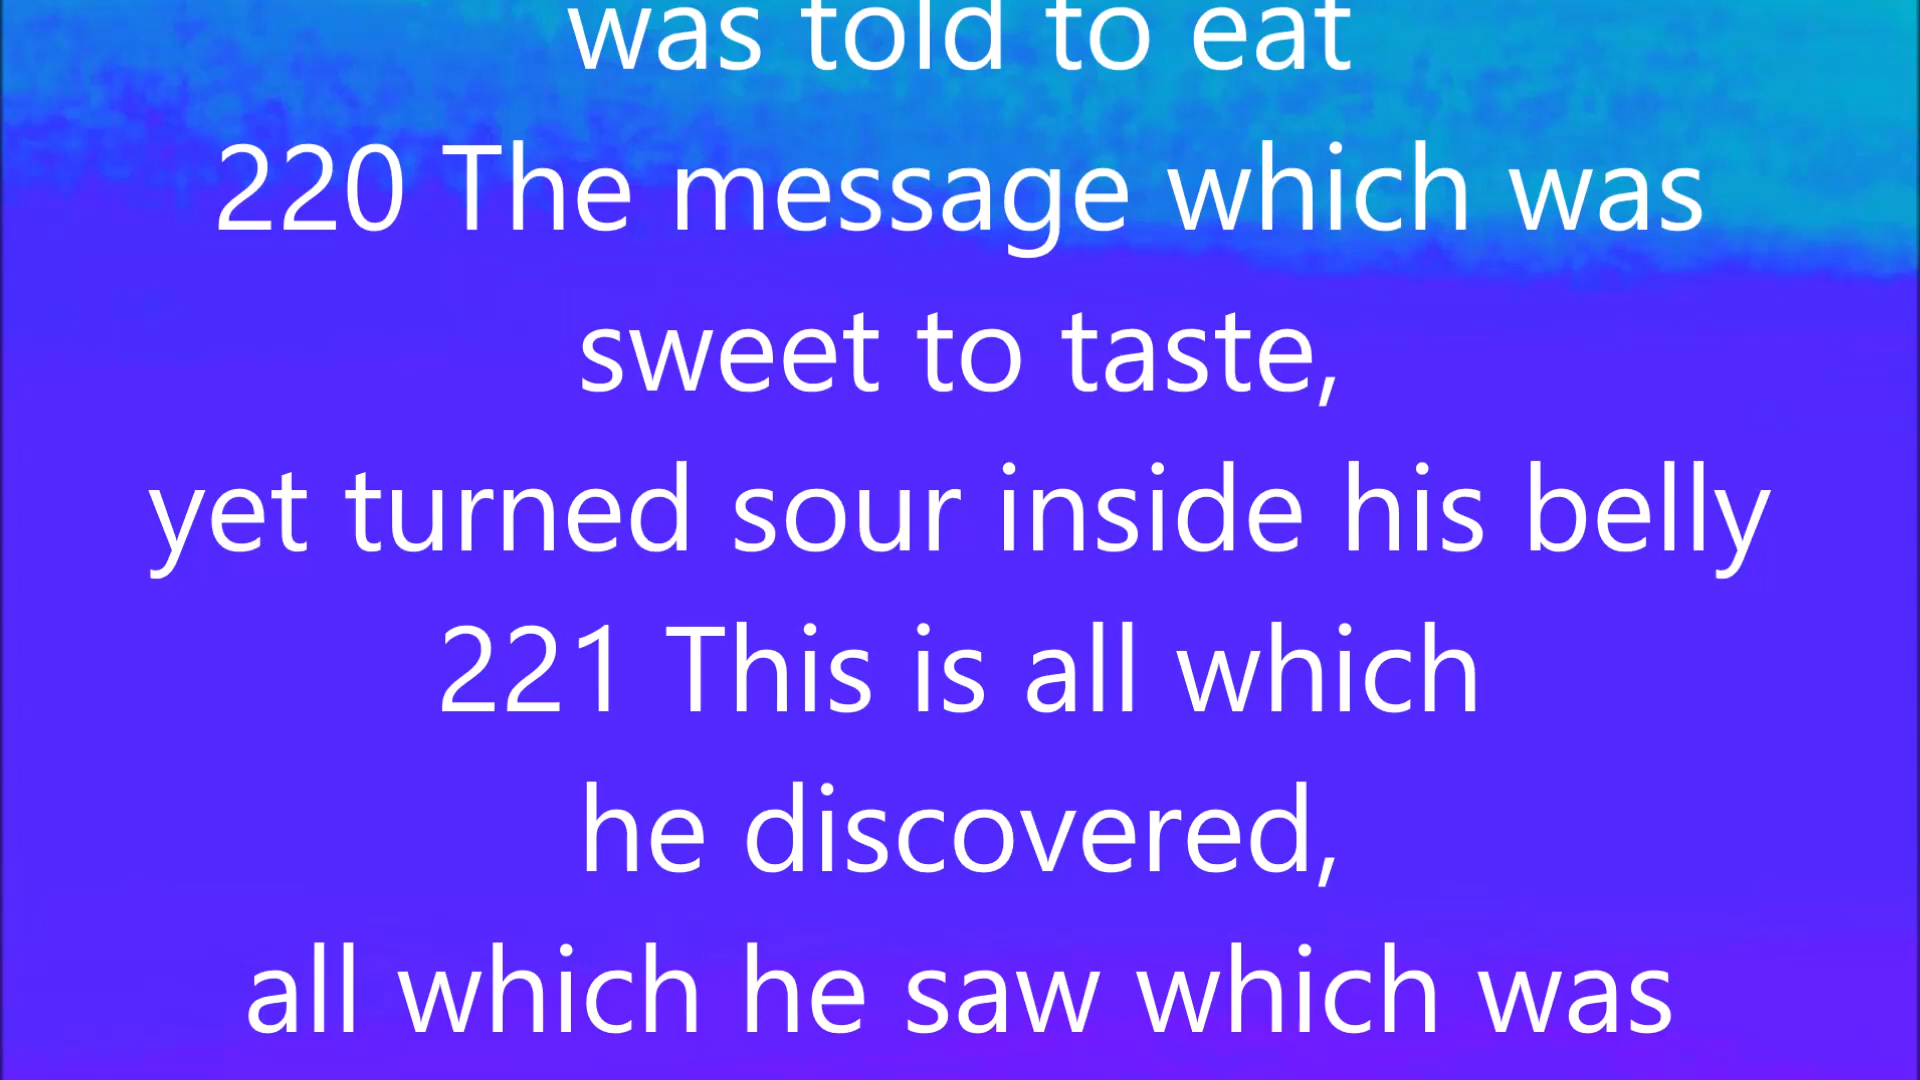 was told to eat
220 The message which was
sweet to taste,
yet turned sour inside his belly
221 This is all which
he discovered,
all which he saw which was